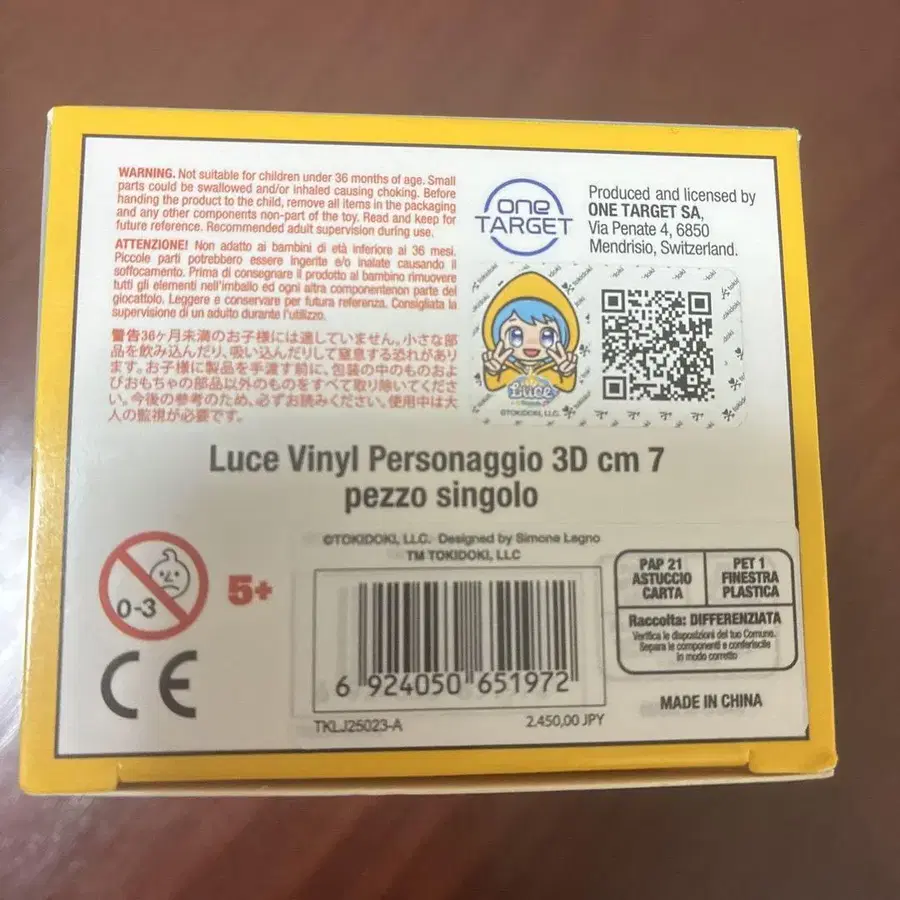 WARNING. Not suitable for children under 36 months of age. Small
parts could be swallowed and/or inhaled causing choking. Before
handing the product to the child, remove all items in the packaging
and any other components non-part of the toy. Read and keep for
future reference. Recommended adult supervision during use.
ATTENZIONE! Non adatto ai bambini di età inferiore ai 36 mesi.
Piccole parti potrebbero essere ingerite e/o inalate causando il
soffocamento. Prima di consegnare il prodotto al bambino rimuovere
tutti gli elementi nell'imballo ed ogni altra componentenon parte del
giocattolo. Leggere e conservare per futura referenza. Consigliata la
supervisione di un adulto durante l'utilizzo.
警告36ヶ月未満のお子様には適していません。小さな部
品を飲み込んだり、吸い込んだりして窒息する恐れがあり
ます。お子様に製品を手渡す前に、包装の中のものおよ
びおもちゃの部品以外のものをすべて取り除いてくださ
い。今後の参考のため、必ずお読みください。使用中は大
人の監視が必要です。
one
TARGET
Produced and licensed by
ONE TARGET SA,
Via Penate 4, 6850
Mendrisio, Switzerland.
tokidoki
Luce
©TOKIDOKI, LLC.
Luce Vinyl Personaggio 3D cm 7
pezzo singolo
0-3
5+
CE
©TOKIDOKI, LLC. Designed by Simone Legno
TM TOKIDOKI, LLC
6 924050 651972
TKLJ25023-A
2.450,00 JPY
PAP 21
ASTUCCIO
CARTA
PET 1
FINESTRA
PLASTICA
Raccolta: DIFFERENZIATA
Verifica le disposizioni del tuo Comune.
Separa le componenti e conferiscile
in modo corretto
MADE IN CHINA